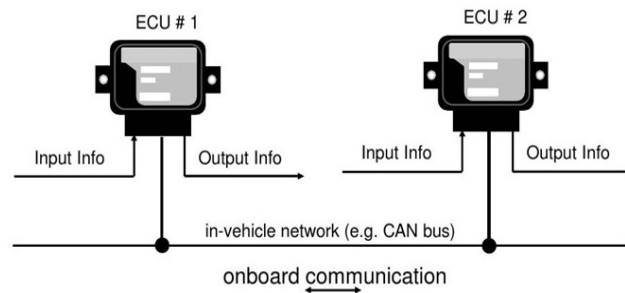 ECU # 1
ECU # 2
Input Info
Output Info
Input Info
Output Info
in-vehicle network (e.g. CAN bus)
onboard communication